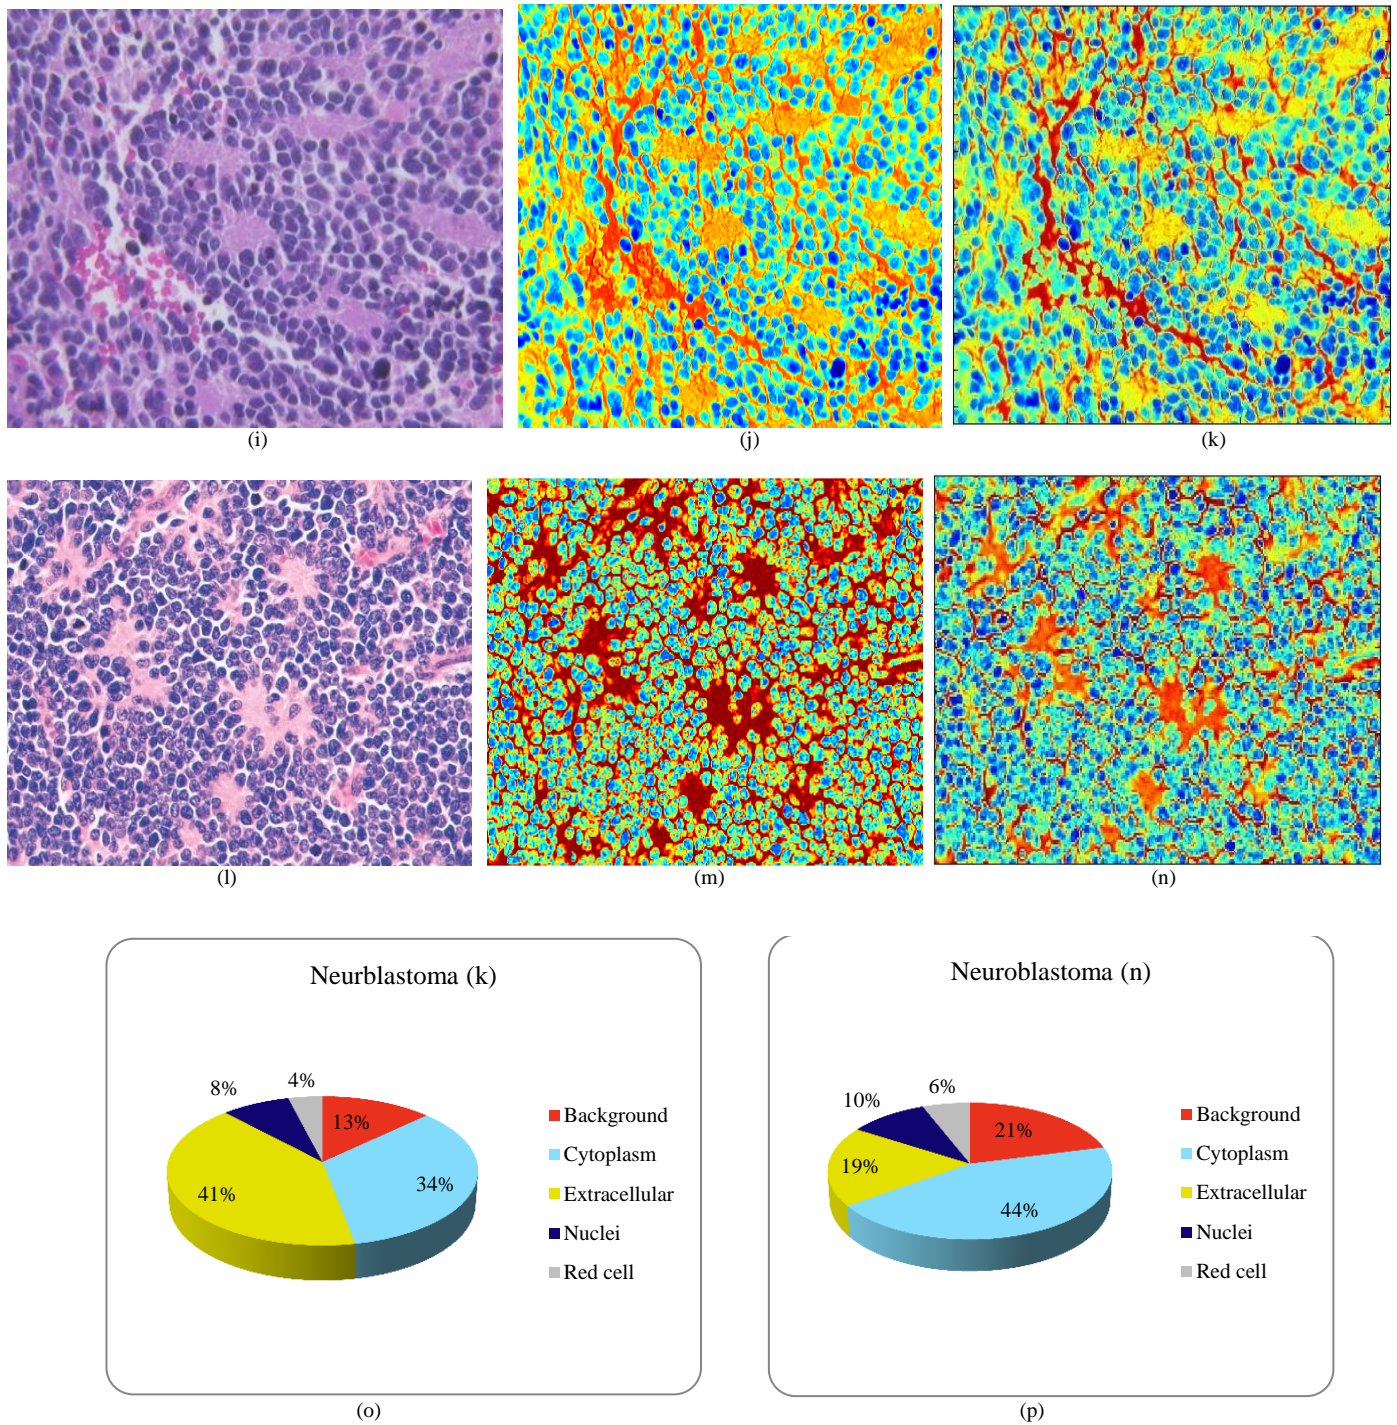 (i)
(j)
(k)
(l)
(m)
(n)
Neurblastoma (k)
8%
4%
13%
34%
41%
Background
Cytoplasm
Extracellular
Nuclei
Red cell
(o)
Neuroblastoma (n)
10%
6%
21%
19%
44%
Background
Cytoplasm
Extracellular
Nuclei
Red cell
(p)